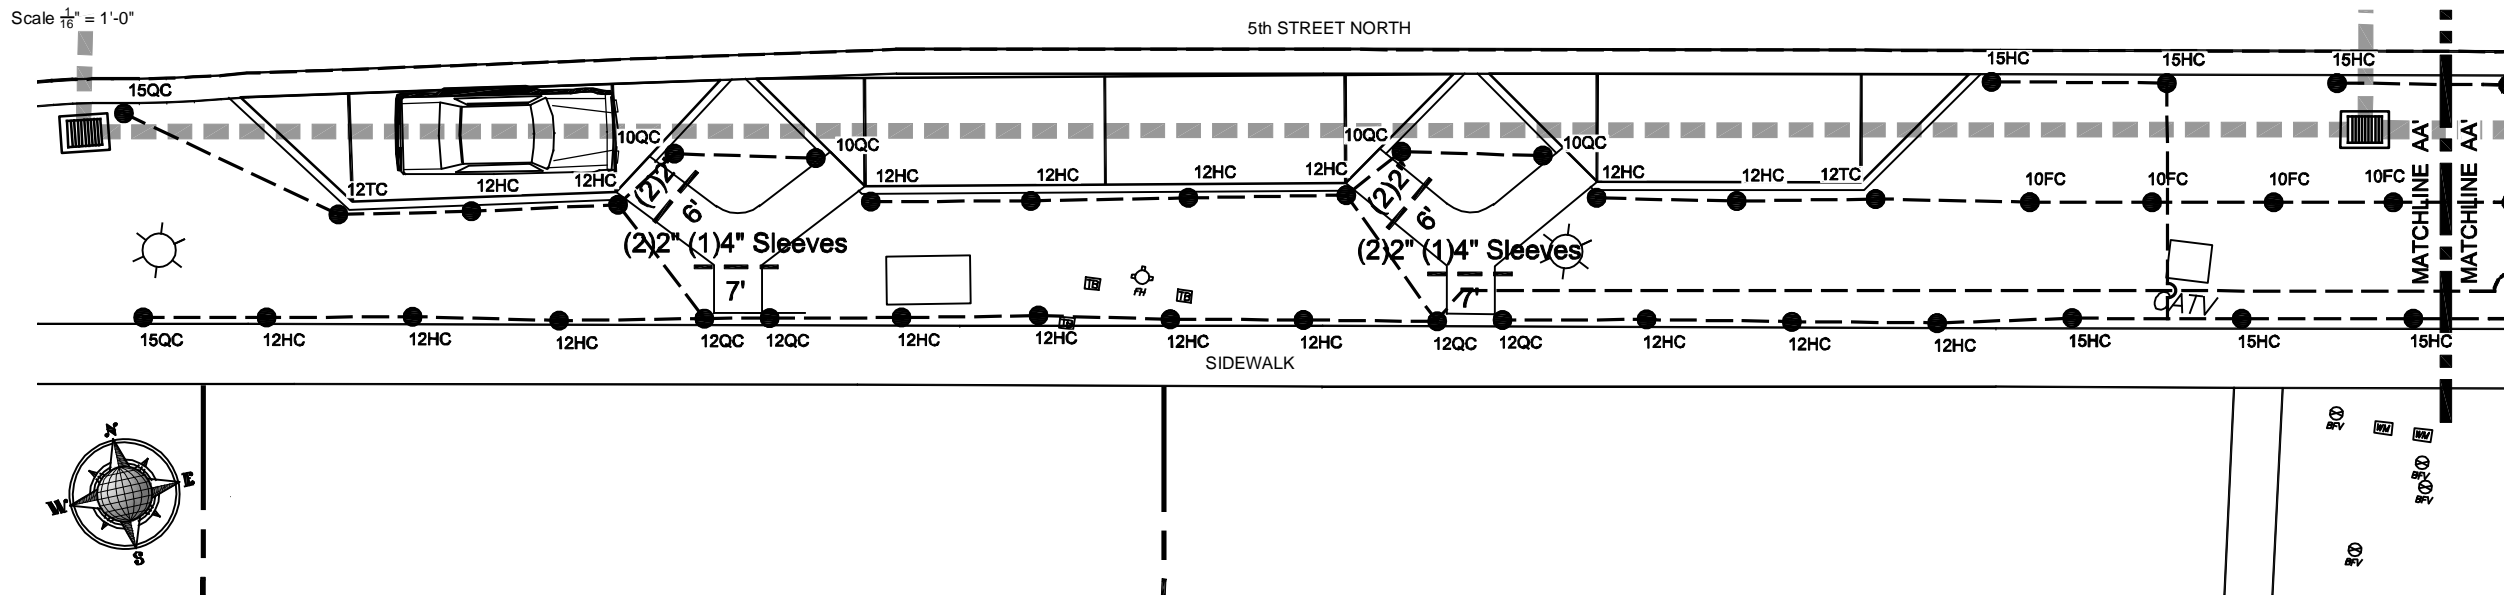 Scale 1/16" = 1'-0"
5th STREET NORTH
15HC 15HC 15HC
15QC
10QC 10QC 10QC 10QC
12TC 12HC 12HC 12HC 12HC 12HC 12HC 12HC 12HC 12TC 10FC 10FC 10FC 10FC
(2)2" (2)2"
6' 6'
MATCHLINE AA'
MATCHLINE AA'
(2)2" (1)4" Sleeves (2)2" (1)4" Sleeves
7' 7'
TB FH TB
TB
CATV
15QC 12HC 12HC 12HC 12QC 12QC 12HC 12HC 12HC 12HC 12QC 12QC 12HC 12HC 12HC 15HC 15HC 15HC
SIDEWALK
BFV WM WM
N
E
W
S
BFV
BFV
BFV